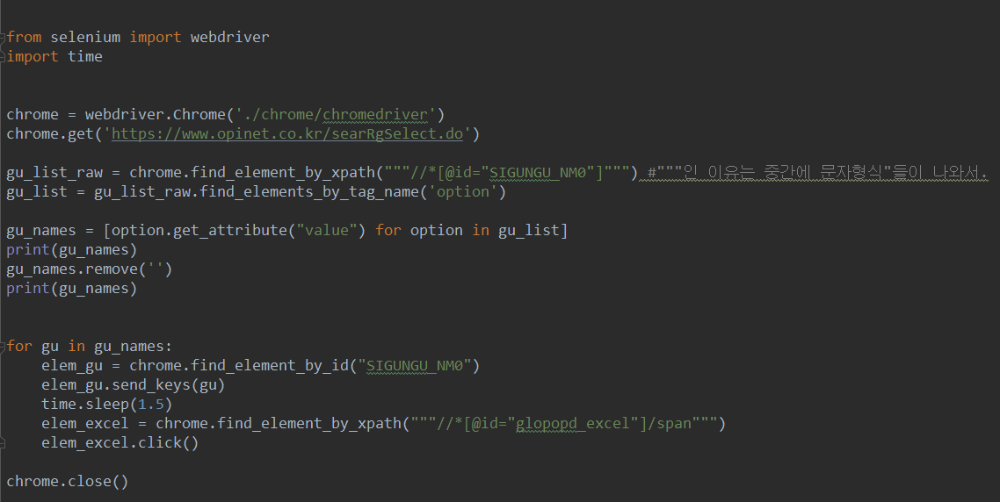 from selenium import webdriver
import time
chrome = webdriver.Chrome('./chrome/chromedriver')
chrome.get('https://www.opinet.co.kr/searRgSelect.do')
gu_list_raw = chrome.find_element_by_xpath("""//*[@id="SIGUNGU_NM0"]""") #"""인 이유는 중간에 문자형식"들이 나와서.
gu_list = gu_list_raw.find_elements_by_tag_name('option')
gu_names = [option.get_attribute("value") for option in gu_list]
print(gu_names)
gu_names.remove('')
print(gu_names)
for gu in gu_names:
    elem_gu = chrome.find_element_by_id("SIGUNGU_NM0")
    elem_gu.send_keys(gu)
    time.sleep(1.5)
    elem_excel = chrome.find_element_by_xpath("""//*[@id="glopopd_excel"]/span""")
    elem_excel.click()
chrome.close()